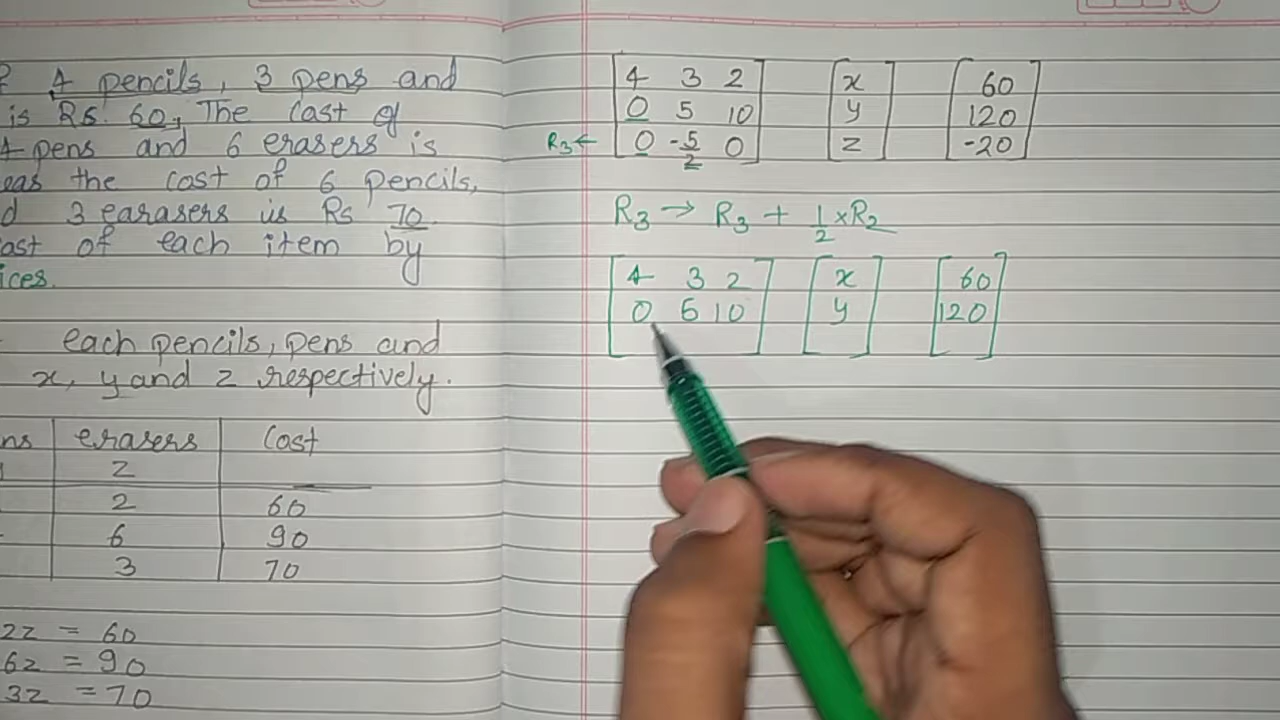 4 pencils, 3 pens and
is Rs. 60, The cost of
4 pens and 6 erasers is
eas the cost of 6 pencils,
d 3 earasers is Rs 70
ost of each item by
ices.
each pencils, pens and
x, y and z respectively.
ns erasers Cost
2
2 60
6 90
3 70
2z = 60
6z = 90
3z = 70
4 3 2 x 60
0 5 10 y 120
R3← 0 -5/2 0 z -20
R3 → R3 + 1/2 × R2
4 3 2 x 60
0 5 10 y 120